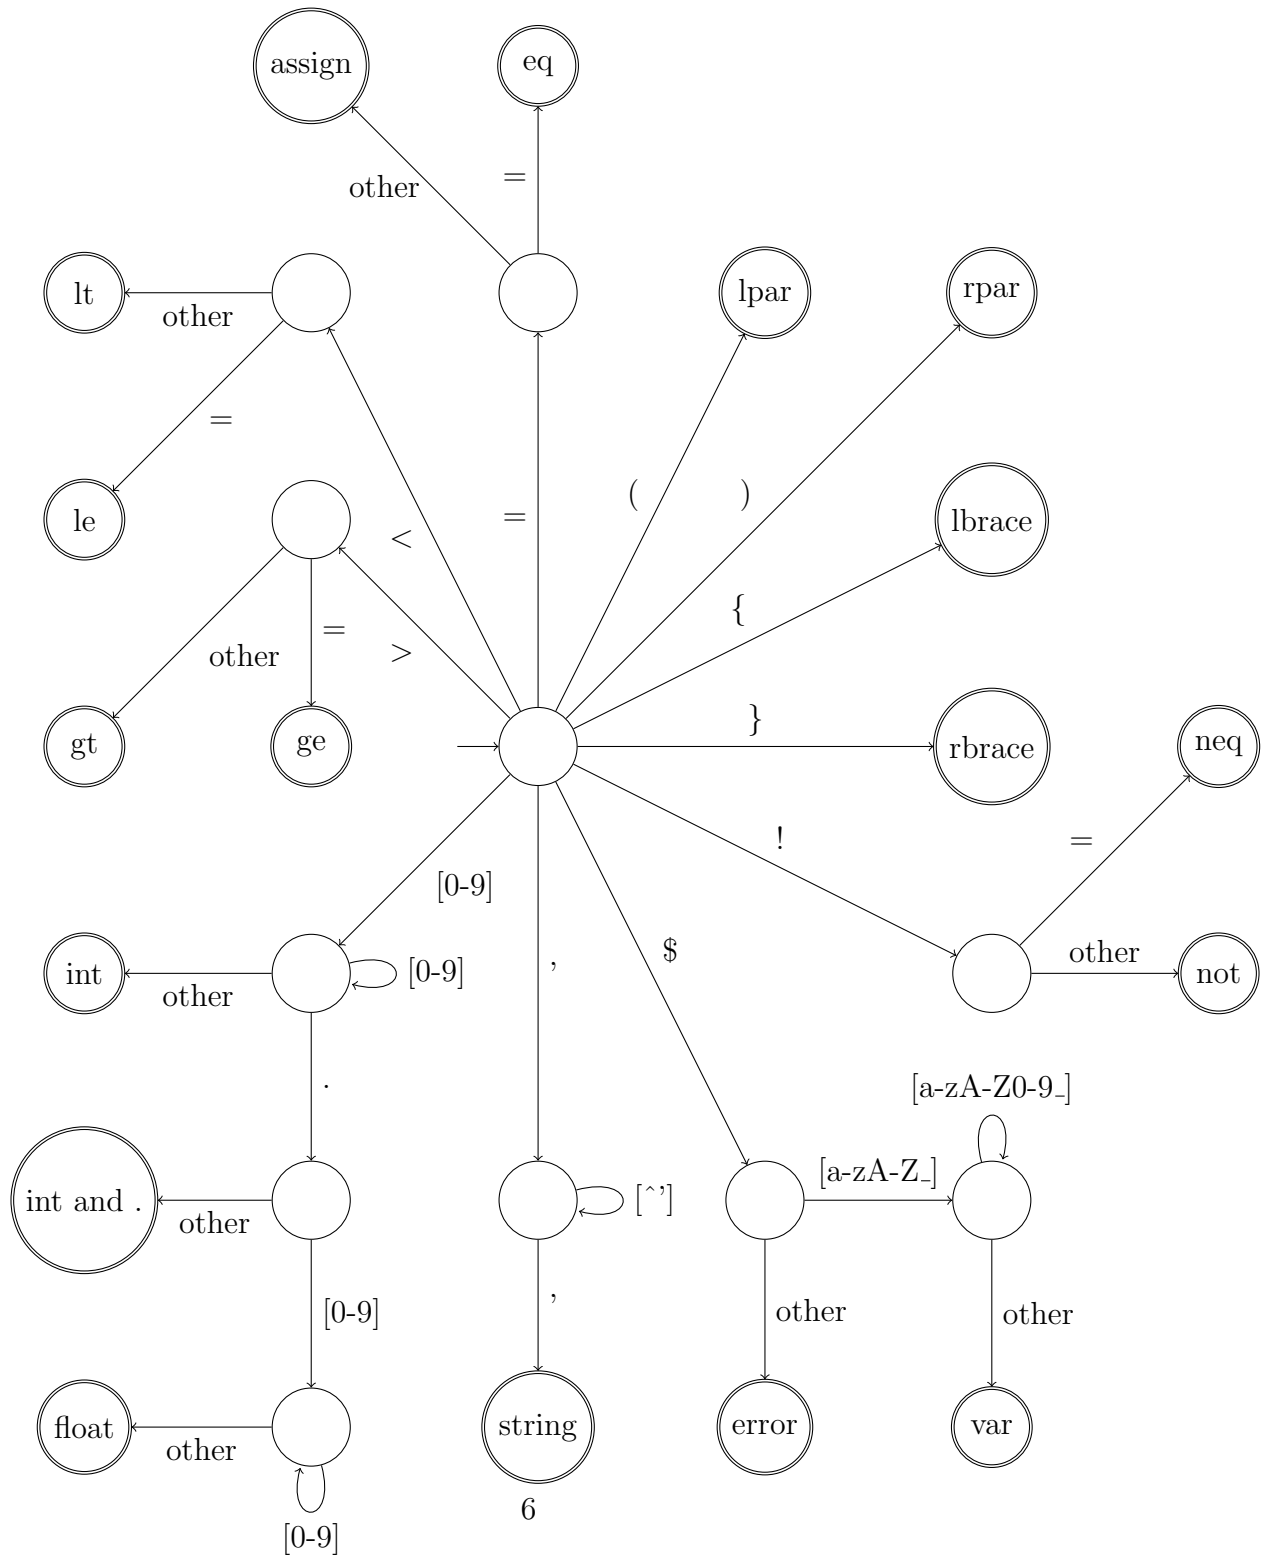 assign
eq
=
other
lt
other
lpar
rpar
=
(
)
=
<
le
lbrace
{
=
other
>
gt
ge
}
rbrace
neq
!
=
[0-9]
$
int
other
[0-9]
'
other
not
.
[a-zA-Z0-9_]
[a-zA-Z_]
int and .
other
[^']
[0-9]
'
other
other
float
other
string
error
var
6
[0-9]